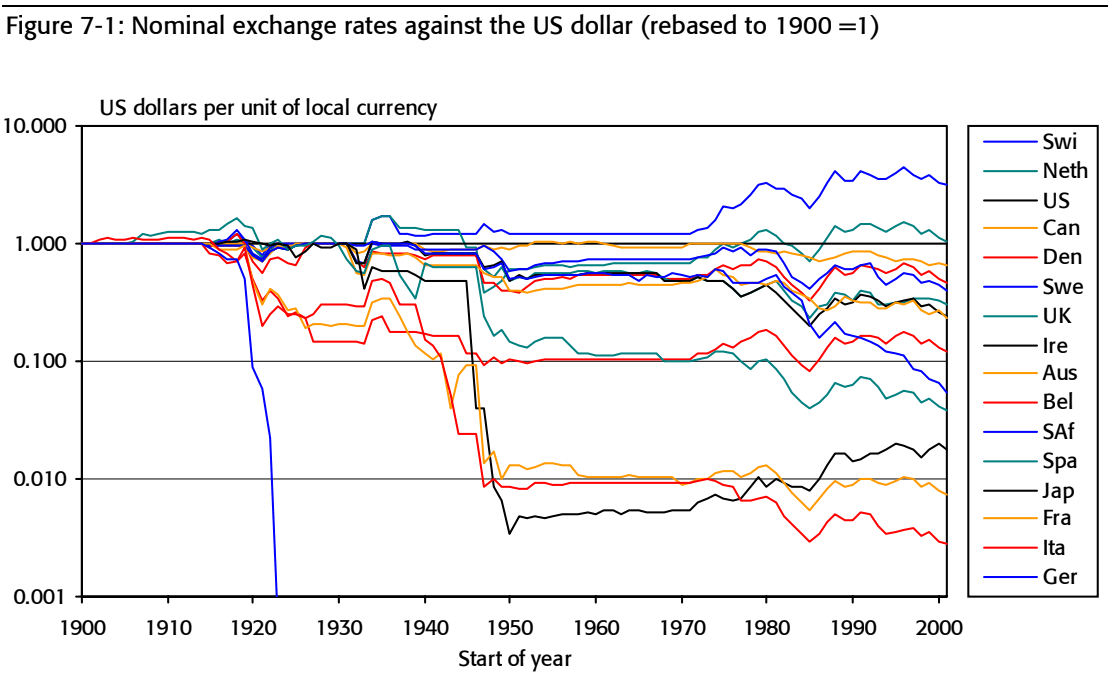 Figure 7-1: Nominal exchange rates against the US dollar (rebased to 1900 =1)
US dollars per unit of local currency
10.000
1.000
0.100
0.010
0.001
1900 1910 1920 1930 1940 1950 1960 1970 1980 1990 2000
Start of year
Swi
Neth
US
Can
Den
Swe
UK
Ire
Aus
Bel
SAf
Spa
Jap
Fra
Ita
Ger